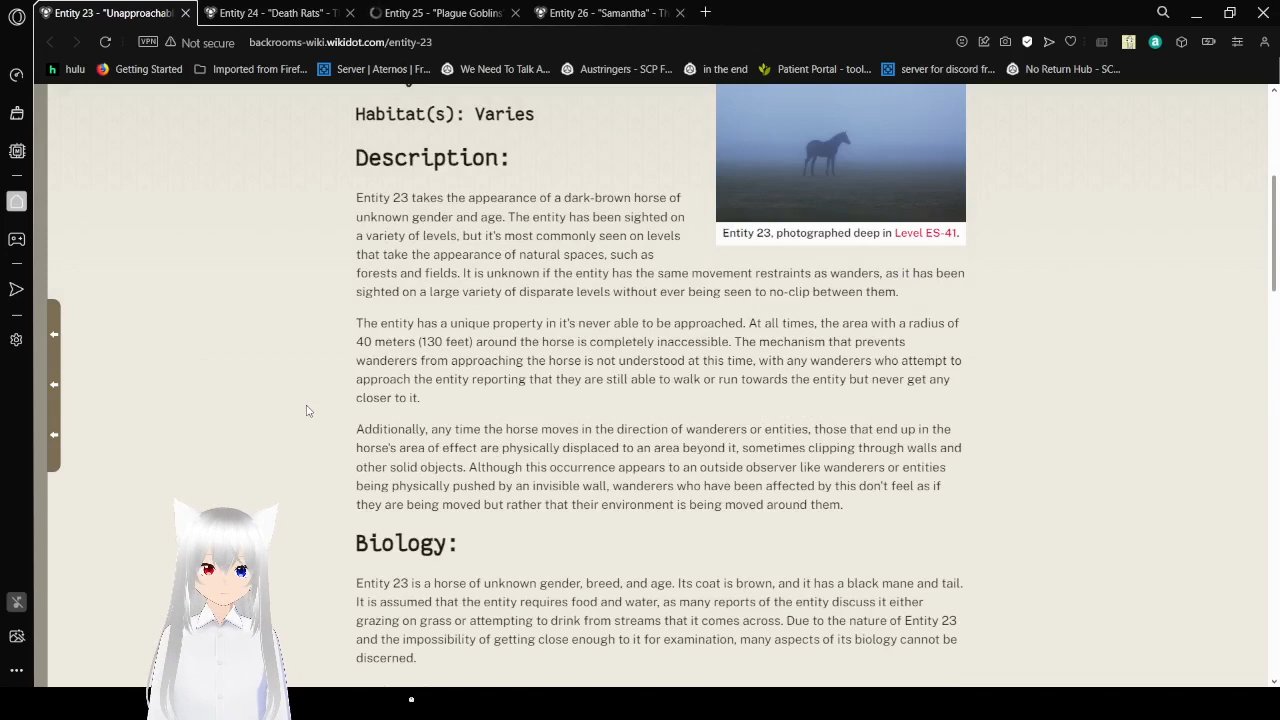 Entity 23 - "Unapproachabl
Entity 24 - "Death Rats" - Th
Entity 25 - "Plague Goblins"
Entity 26 - "Samantha" - Th
VPN
Not secure
backrooms-wiki.wikidot.com/entity-23
hulu
Getting Started
Imported from Firef...
Server | Aternos | Fr...
We Need To Talk A...
Austringers - SCP F...
in the end
Patient Portal - tool...
server for discord fr...
No Return Hub - SC...
Habitat(s): Varies
Description:
Entity 23 takes the appearance of a dark-brown horse of
unknown gender and age. The entity has been sighted on
a variety of levels, but it's most commonly seen on levels
that take the appearance of natural spaces, such as
forests and fields. It is unknown if the entity has the same movement restraints as wanders, as it has been
sighted on a large variety of disparate levels without ever being seen to no-clip between them.
Entity 23, photographed deep in Level ES-41.
The entity has a unique property in it's never able to be approached. At all times, the area with a radius of
40 meters (130 feet) around the horse is completely inaccessible. The mechanism that prevents
wanderers from approaching the horse is not understood at this time, with any wanderers who attempt to
approach the entity reporting that they are still able to walk or run towards the entity but never get any
closer to it.
Additionally, any time the horse moves in the direction of wanderers or entities, those that end up in the
horse's area of effect are physically displaced to an area beyond it, sometimes clipping through walls and
other solid objects. Although this occurrence appears to an outside observer like wanderers or entities
being physically pushed by an invisible wall, wanderers who have been affected by this don't feel as if
they are being moved but rather that their environment is being moved around them.
Biology:
Entity 23 is a horse of unknown gender, breed, and age. Its coat is brown, and it has a black mane and tail.
It is assumed that the entity requires food and water, as many reports of the entity discuss it either
grazing on grass or attempting to drink from streams that it comes across. Due to the nature of Entity 23
and the impossibility of getting close enough to it for examination, many aspects of its biology cannot be
discerned.